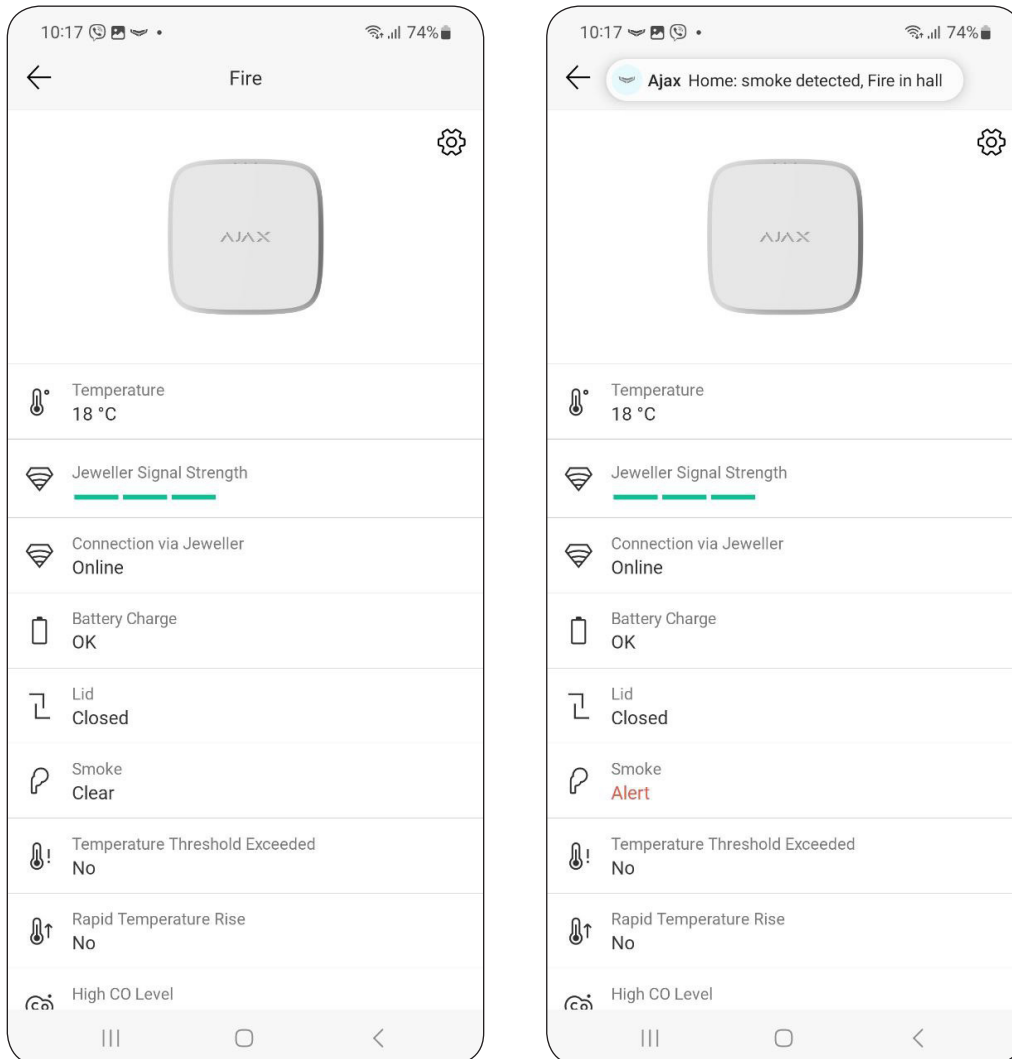 10:17
74%
Fire
AJAX
Temperature
18 °C
Jeweller Signal Strength
Connection via Jeweller
Online
Battery Charge
OK
Lid
Closed
Smoke
Clear
Temperature Threshold Exceeded
No
Rapid Temperature Rise
No
High CO Level
10:17
74%
Ajax Home: smoke detected, Fire in hall
AJAX
Temperature
18 °C
Jeweller Signal Strength
Connection via Jeweller
Online
Battery Charge
OK
Lid
Closed
Smoke
Alert
Temperature Threshold Exceeded
No
Rapid Temperature Rise
No
High CO Level